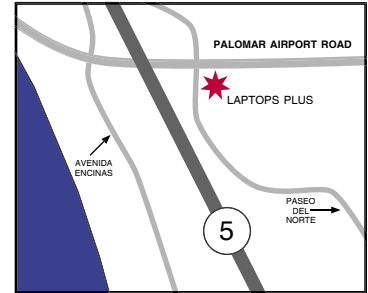 PALOMAR AIRPORT ROAD
LAPTOPS PLUS
AVENIDA
ENCINAS
PASEO
DEL
NORTE
5